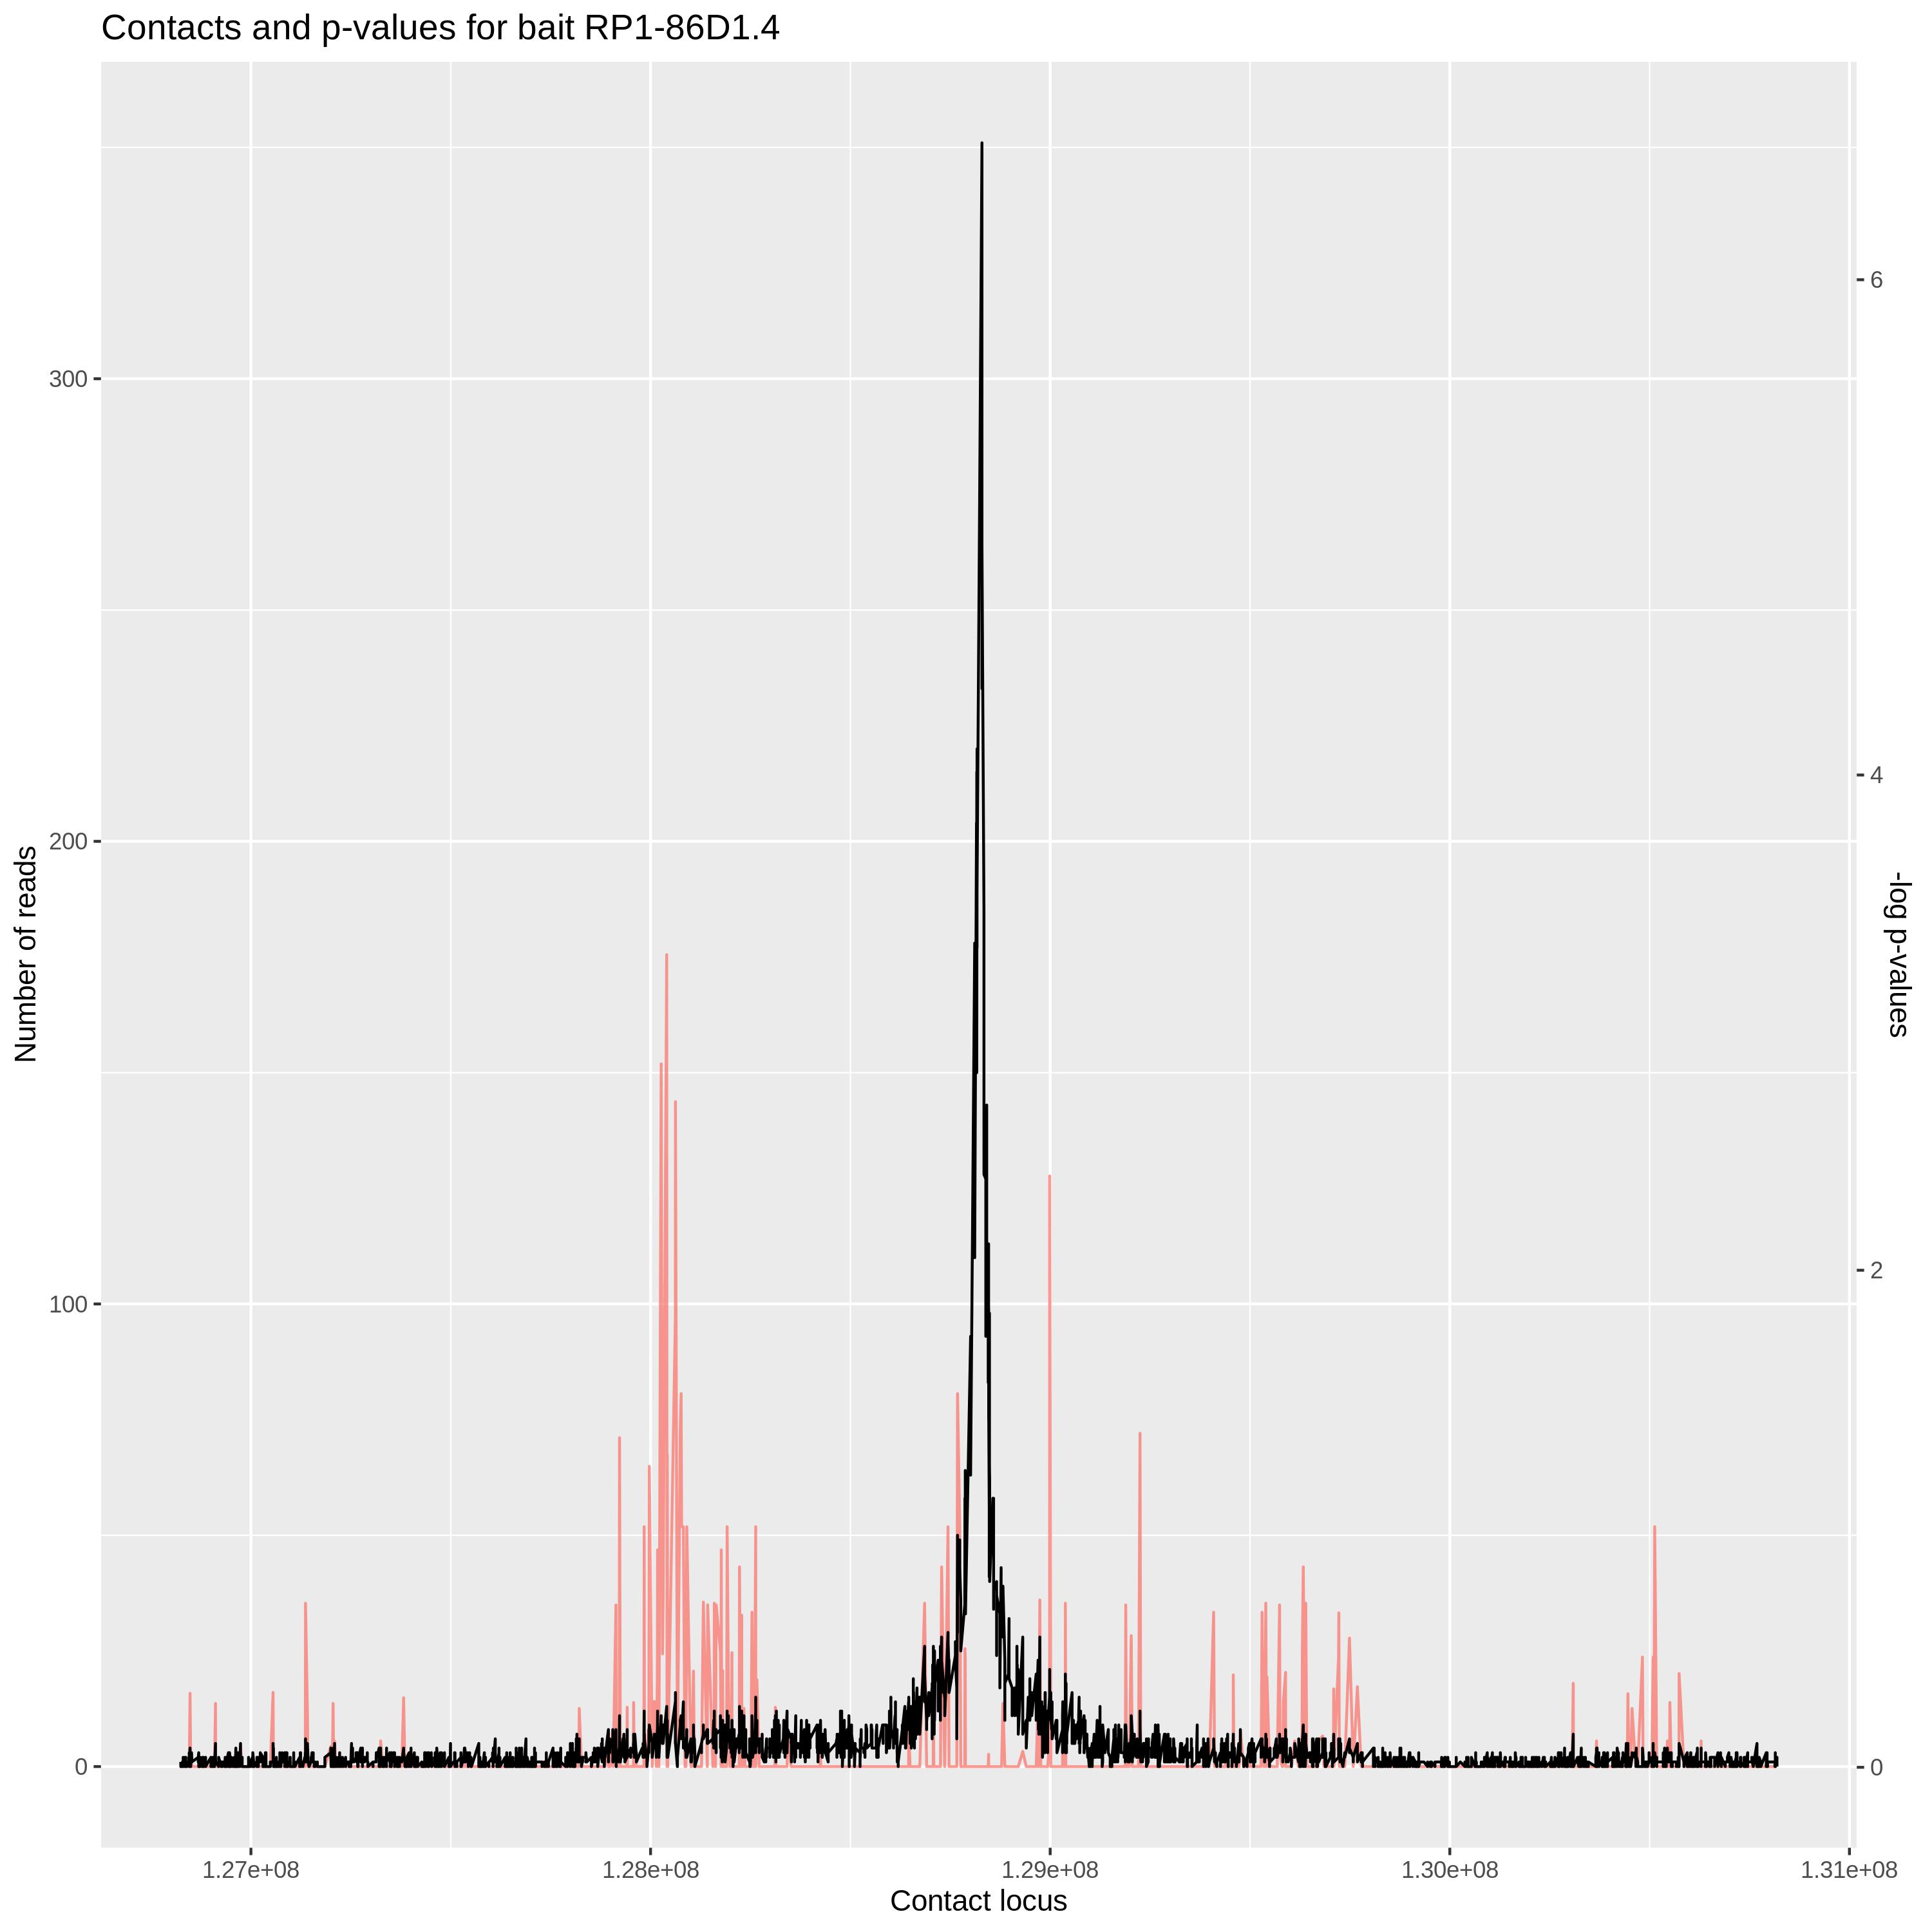 Contacts and p-values for bait RP1-86D1.4
300
200
100
0
Number of reads
6
4
2
0
-log p-values
1.27e+08
1.28e+08
1.29e+08
1.30e+08
1.31e+08
Contact locus